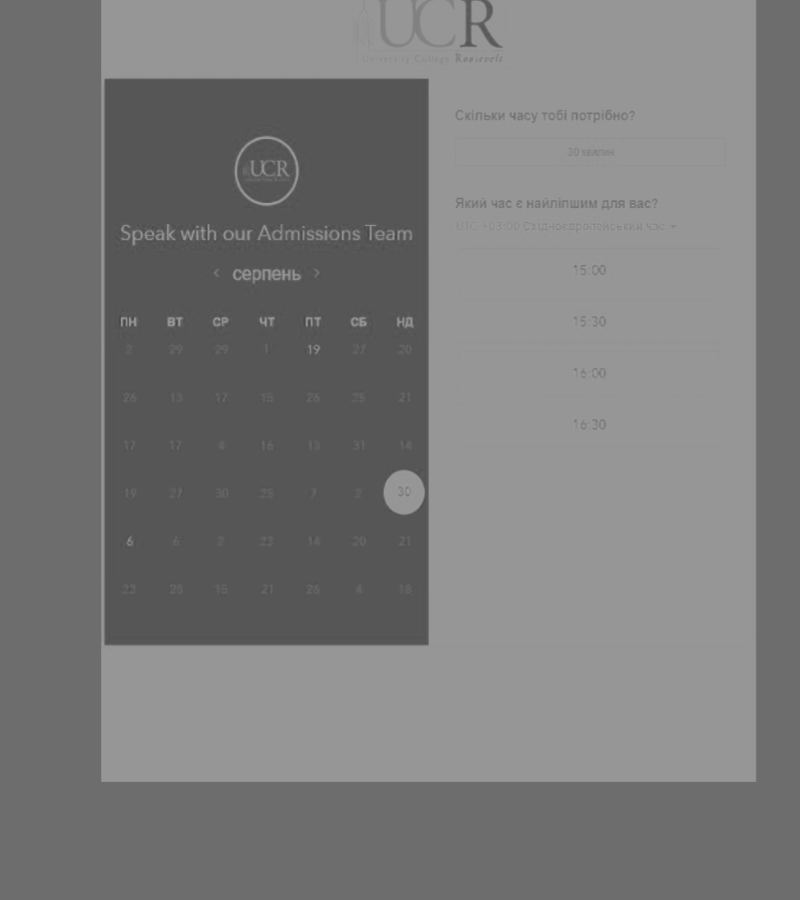 UCR
University College Roosevelt
UCR
Speak with our Admissions Team
серпень
ПН ВТ СР ЧТ ПТ СБ НД
2 29 29 1 19 27 20
26 13 17 15 26 25 21
17 17 4 16 13 31 14
19 27 30 25 7 2 30
6 6 2 23 14 20 21
23 28 15 21 26 4 18
Скільки часу тобі потрібно?
30 хвилин
Який час є найліпшим для вас?
UTC +03:00 Східноєвропейський час
15:00
15:30
16:00
16:30